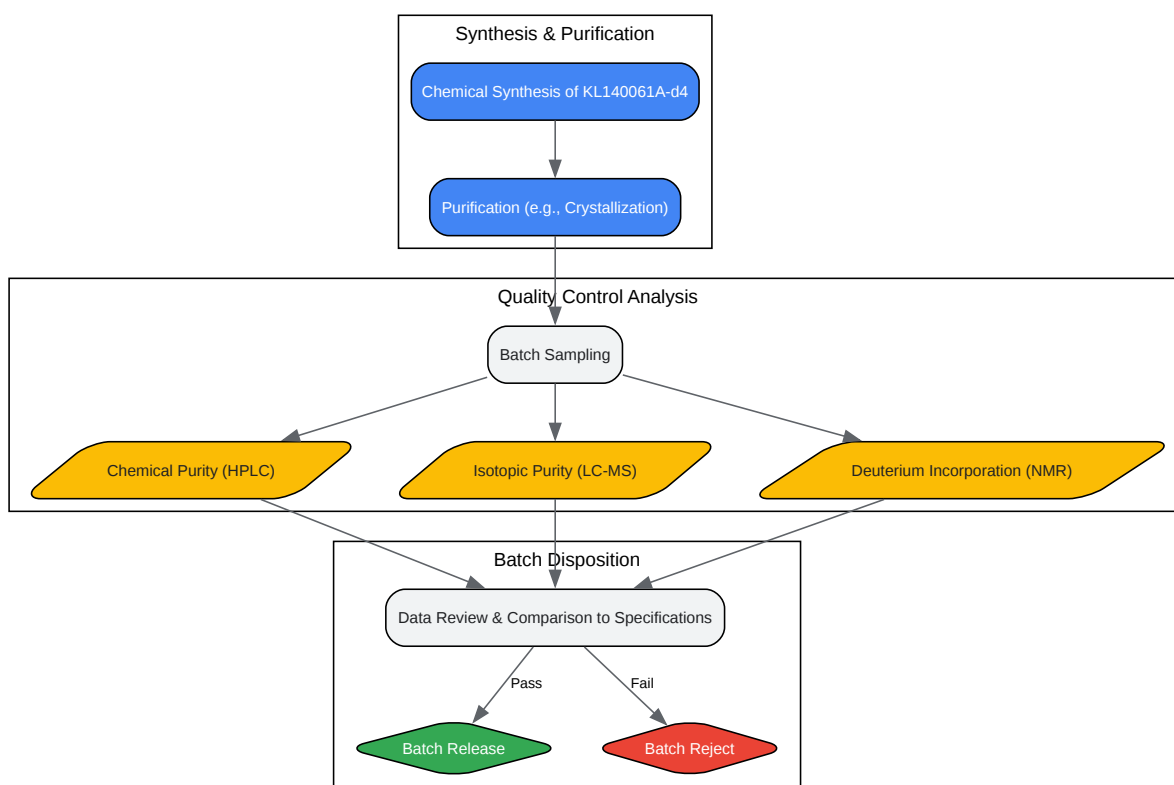 Synthesis & Purification
Chemical Synthesis of KL140061A-d4
Purification (e.g., Crystallization)
Quality Control Analysis
Batch Sampling
Chemical Purity (HPLC)
Isotopic Purity (LC-MS)
Deuterium Incorporation (NMR)
Batch Disposition
Data Review & Comparison to Specifications
Pass
Fail
Batch Release
Batch Reject